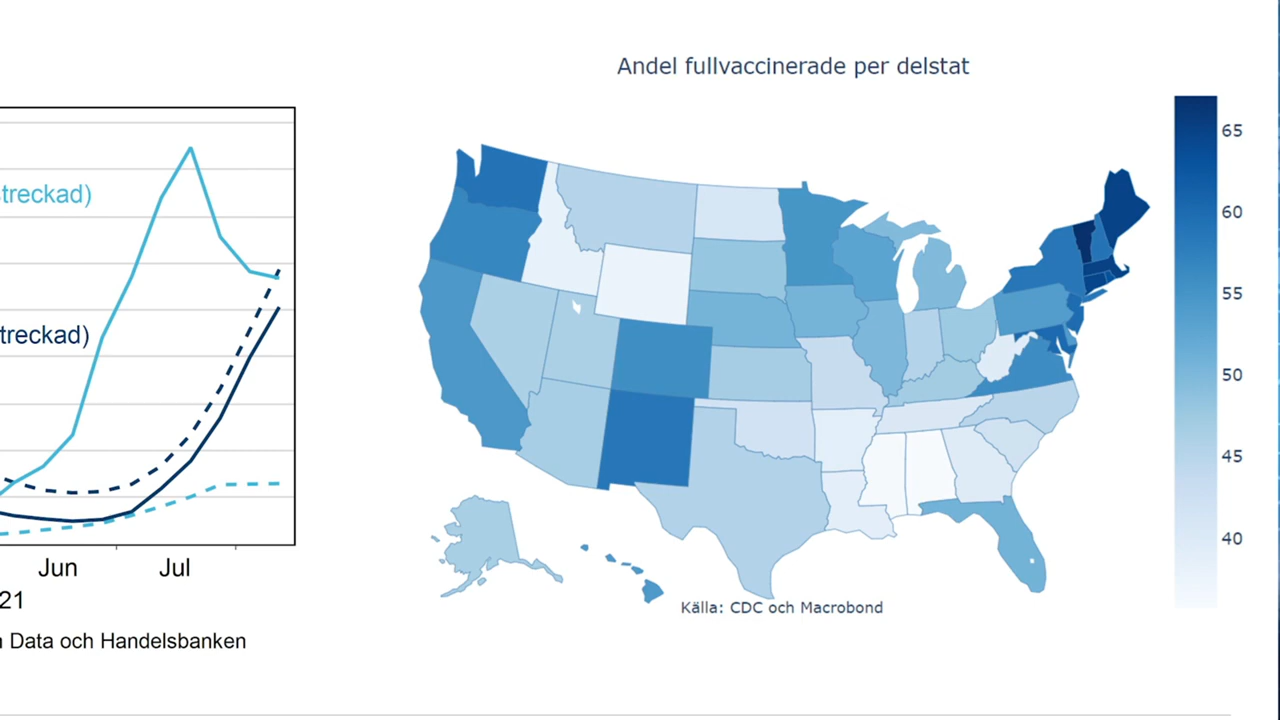 Andel fullvaccinerade per delstat
treckad)
treckad)
Jun
Jul
21
Data och Handelsbanken
65
60
55
50
45
40
Källa: CDC och Macrobond